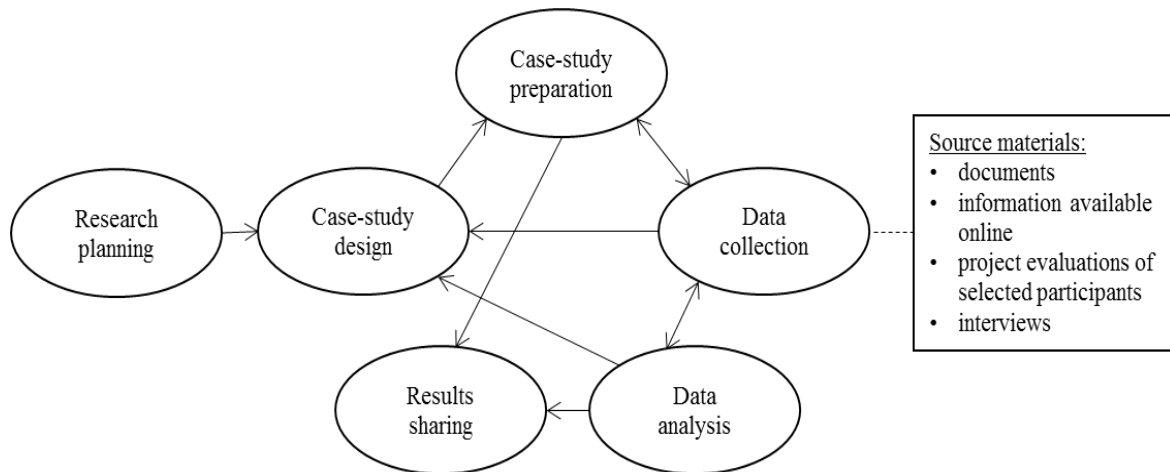 Case-study
preparation
Research
planning
Case-study
design
Data
collection
Source materials:
• documents
• information available
online
• project evaluations of
selected participants
• interviews
Results
sharing
Data
analysis